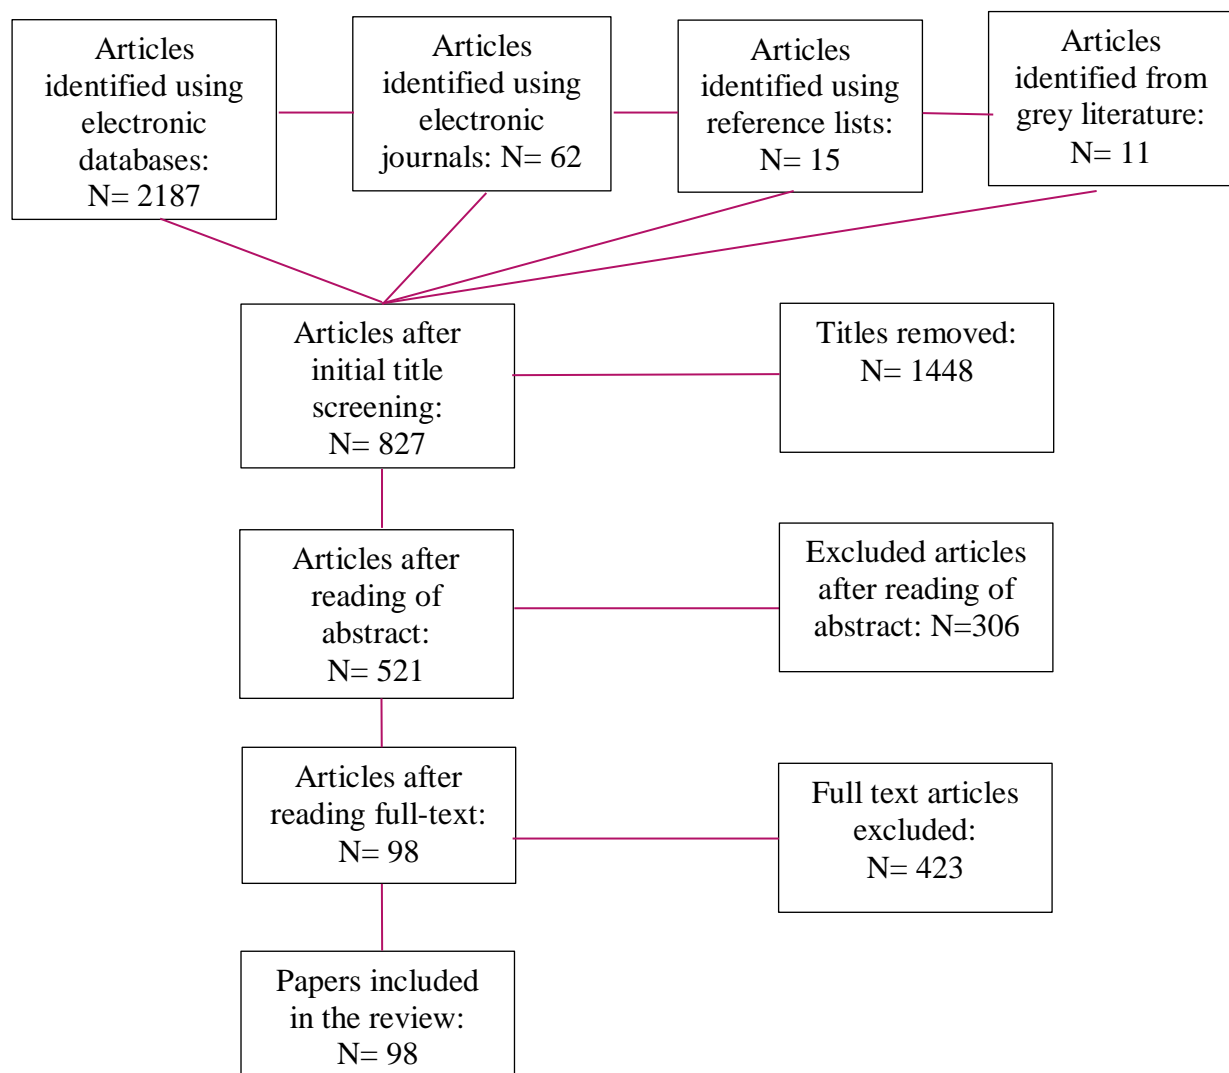 Articles
identified using
electronic
databases:
N= 2187
Articles
identified using
electronic
journals: N= 62
Articles
identified using
reference lists:
N= 15
Articles
identified from
grey literature:
N= 11
Articles after
initial title
screening:
N= 827
Titles removed:
N= 1448
Articles after
reading of
abstract:
N= 521
Excluded articles
after reading of
abstract: N=306
Articles after
reading full-text:
N= 98
Full text articles
excluded:
N= 423
Papers included
in the review:
N= 98